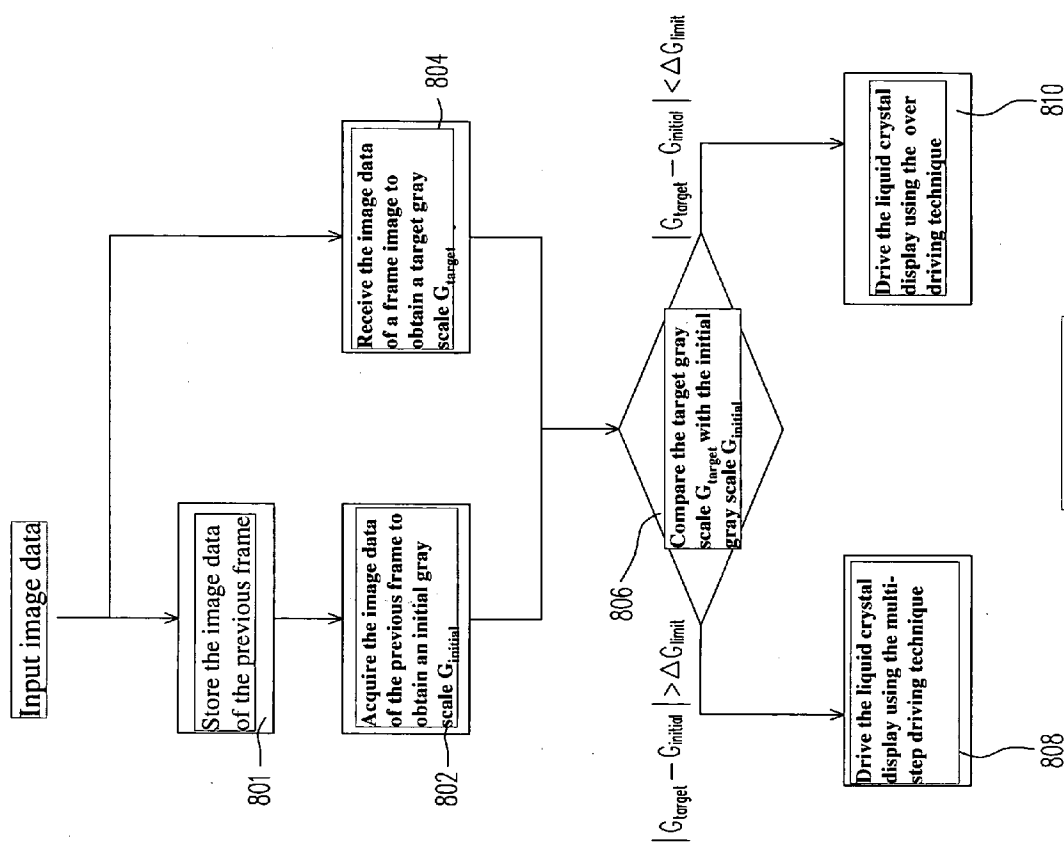 Input image data
Store the image data
of the previous frame
801
Acquire the image data
of the previous frame to
obtain an initial gray
scale G_initial
802
Receive the image data
of a frame image to
obtain a target gray
scale G_target
804
Compare the target gray
scale G_target with the initial
gray scale G_initial
806
|G_target − G_initial| > ΔG_limit
|G_target − G_initial| < ΔG_limit
Drive the liquid crystal
display using the multi-
step driving technique
808
Drive the liquid crystal
display using the over
driving technique
810